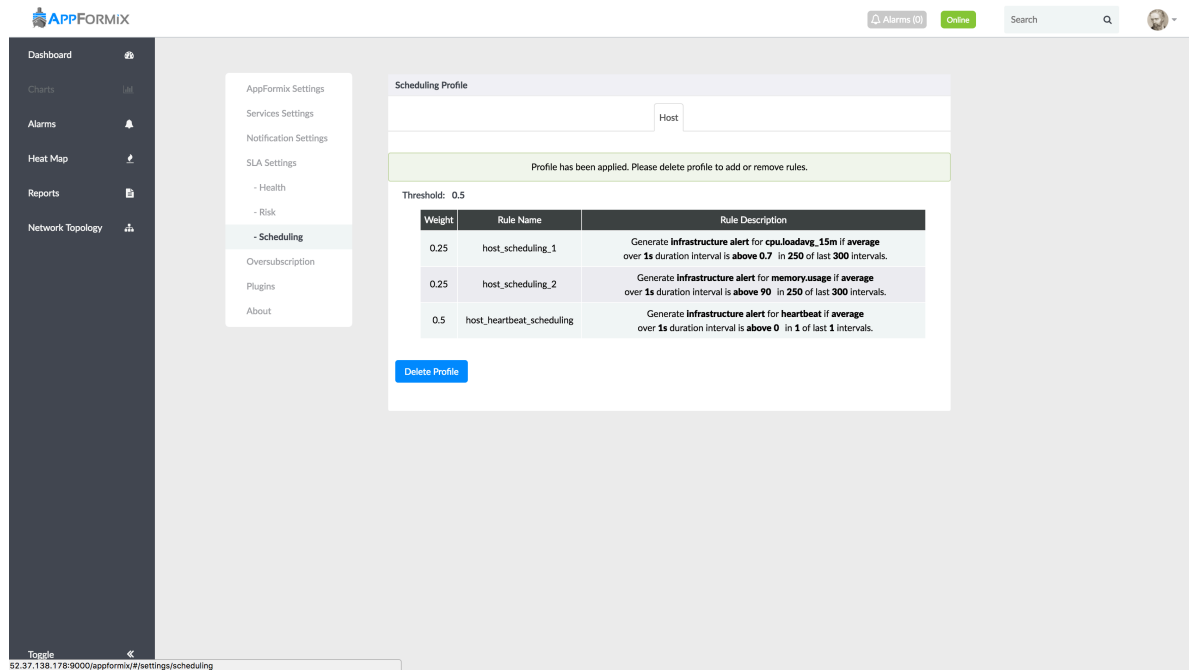 APPFORMIX
Alarms (0)
Online
Search
Dashboard
Charts
Alarms
Heat Map
Reports
Network Topology
Toggle
AppFormix Settings
Services Settings
Notification Settings
SLA Settings
- Health
- Risk
- Scheduling
Oversubscription
Plugins
About
Scheduling Profile
Host
Profile has been applied. Please delete profile to add or remove rules.
Threshold: 0.5
Weight Rule Name Rule Description
0.25 host_scheduling_1 Generate infrastructure alert for cpu.loadavg_15m if average
over 1s duration interval is above 0.7 in 250 of last 300 intervals.
0.25 host_scheduling_2 Generate infrastructure alert for memory.usage if average
over 1s duration interval is above 90 in 250 of last 300 intervals.
0.5 host_heartbeat_scheduling Generate infrastructure alert for heartbeat if average
over 1s duration interval is above 0 in 1 of last 1 intervals.
Delete Profile
52.37.138.178:9000/appformix/#/settings/scheduling